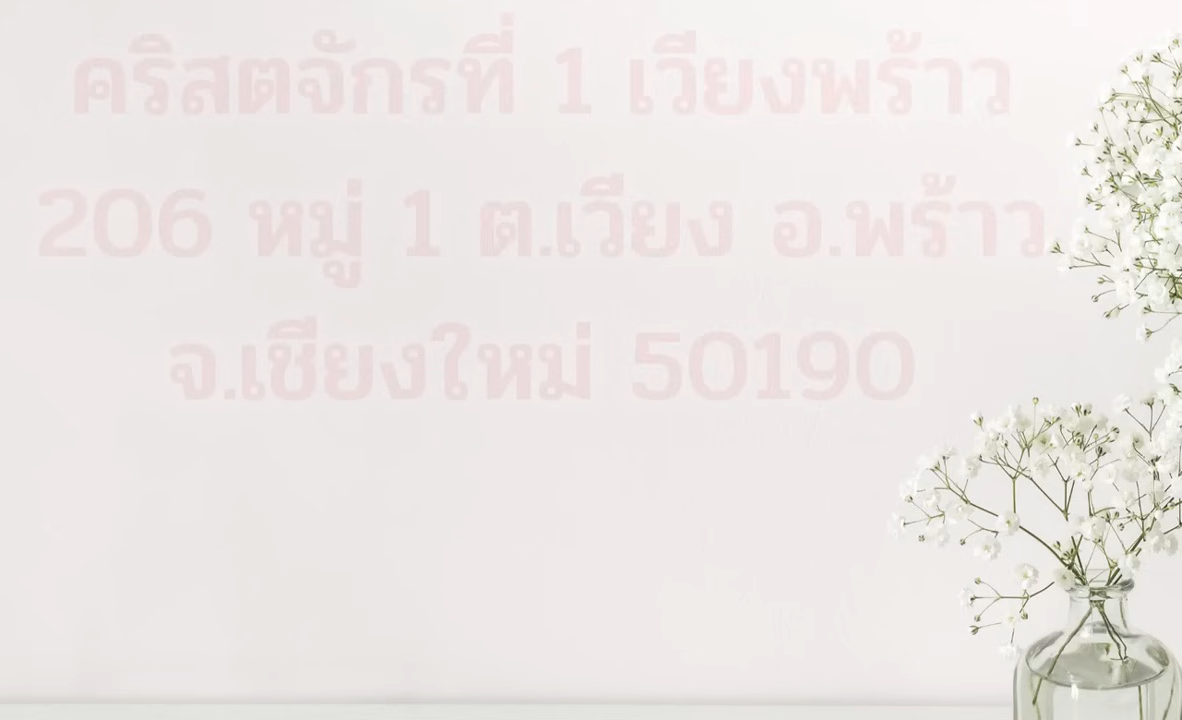 คริสตจักรที่ 1 เวียงพร้าว
206 หมู่ 1 ต.เวียง อ.พร้าว
จ.เชียงใหม่ 50190